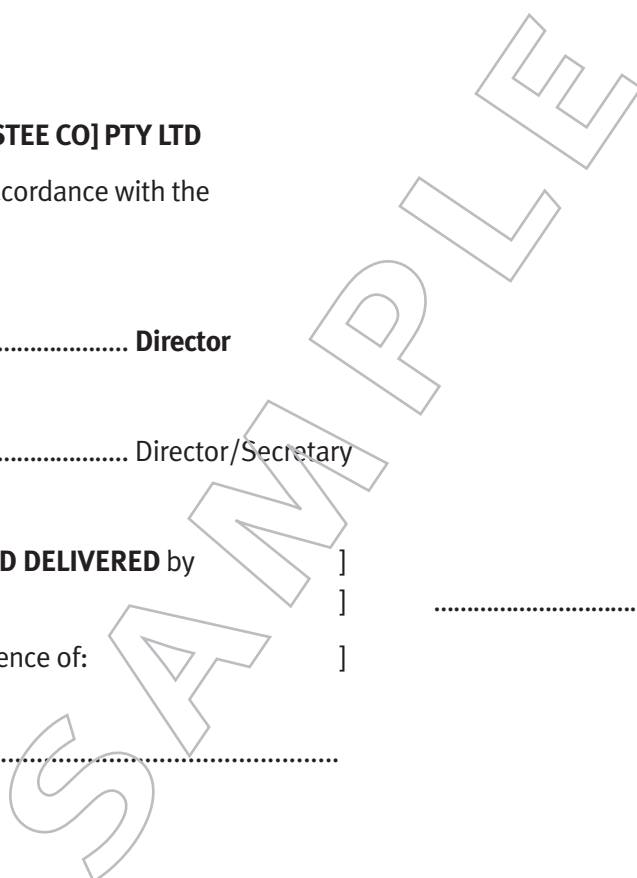 STEE CO] PTY LTD
cordance with the
.................... Director
.................... Director/Secretary
D DELIVERED by ]
] ...............................
ence of: ]
....................................................
SAMPLE